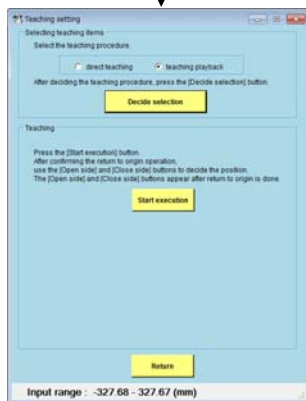 Teaching setting
Selecting teaching items
Select the teaching procedure.
direct teaching teaching playback
After deciding the teaching procedure, press the [Decide selection] button.
Decide selection
Teaching
Press the [Start execution] button.
After confirming the return to origin operation,
use the [Open side] and [Close side] buttons to decide the position.
The [Open side] and [Close side] buttons appear after return to origin is done.
Start execution
Return
Input range : -327.68 - 327.67 (mm)